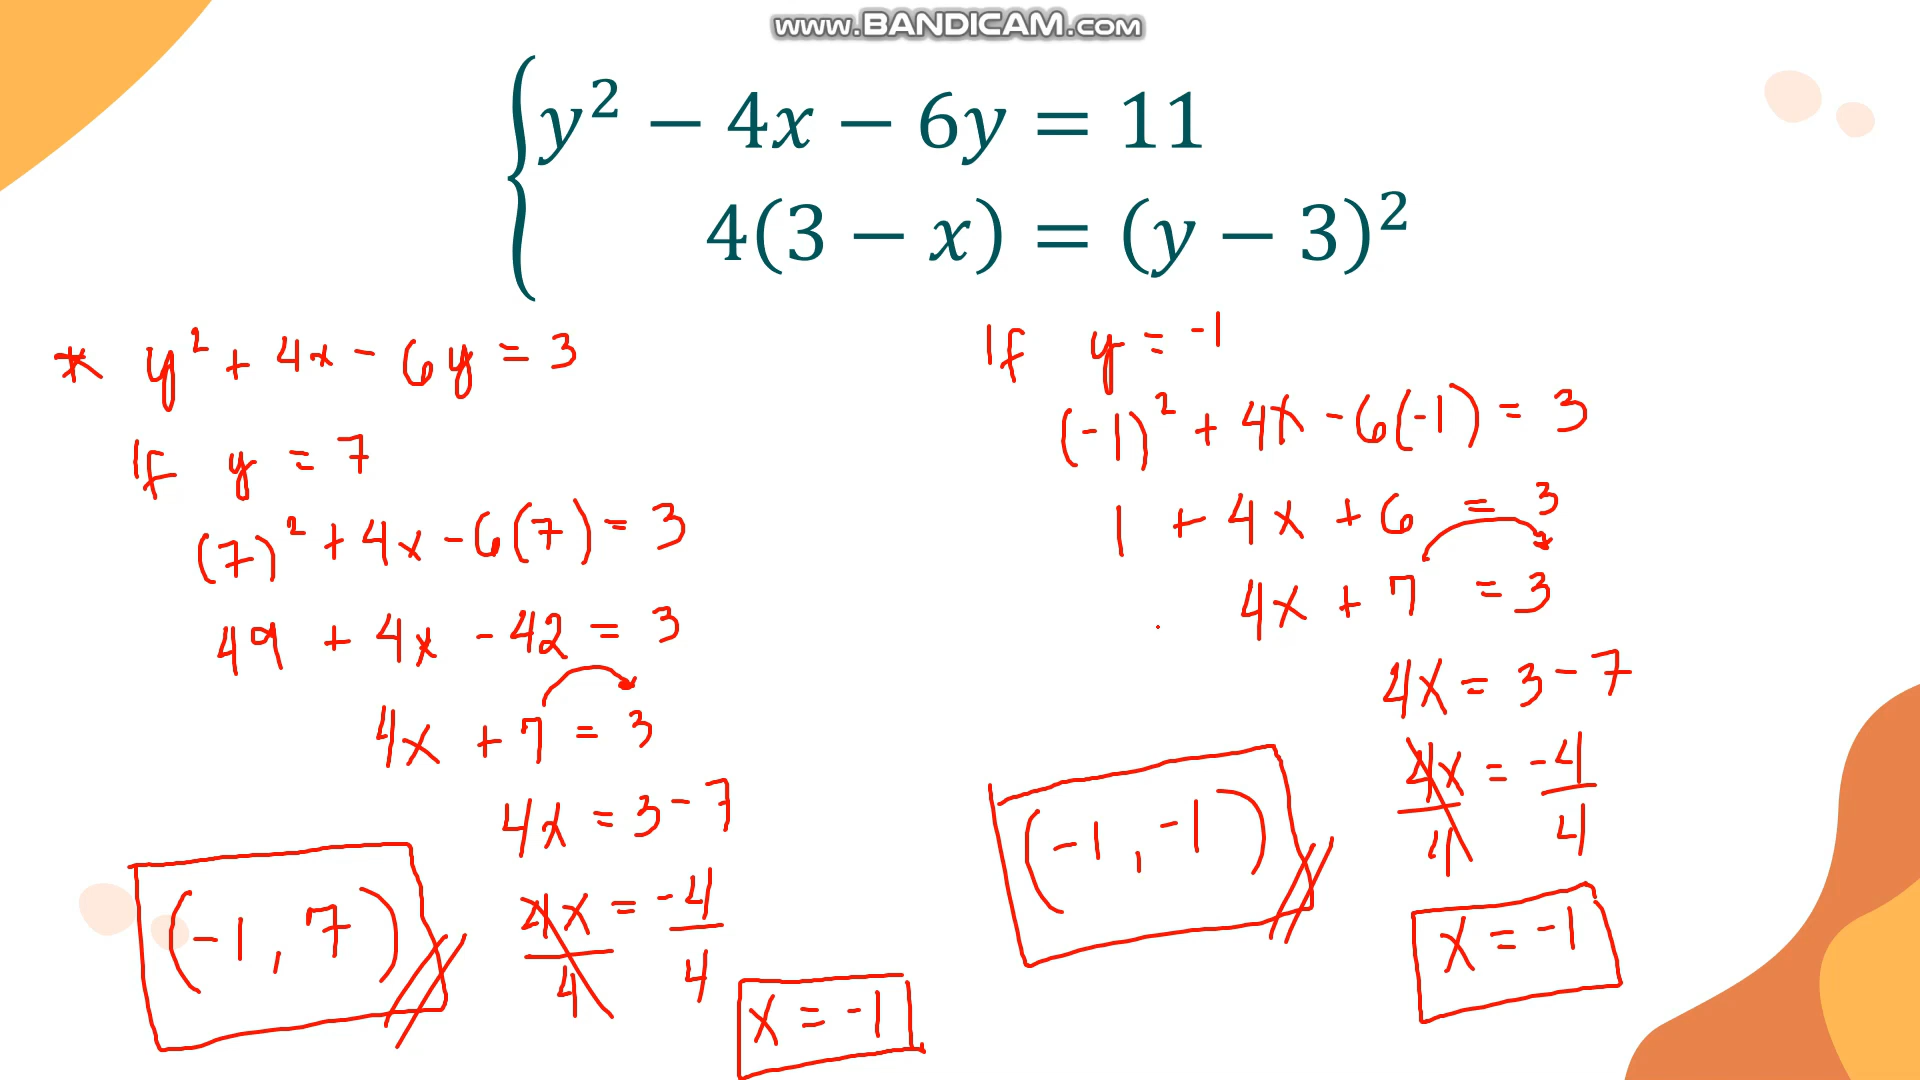 www.BANDICAM.com
y² − 4x − 6y = 11
4(3 − x) = (y − 3)²
* y² + 4x - 6y = 3
If y = 7
(7)² + 4x - 6(7) = 3
49 + 4x - 42 = 3
4x + 7 = 3
4x = 3 - 7
4x/4 = -4/4
x = -1
(-1, 7)
If y = -1
(-1)² + 4x - 6(-1) = 3
1 + 4x + 6 = 3
4x + 7 = 3
4x = 3 - 7
4x/4 = -4/4
x = -1
(-1, -1)